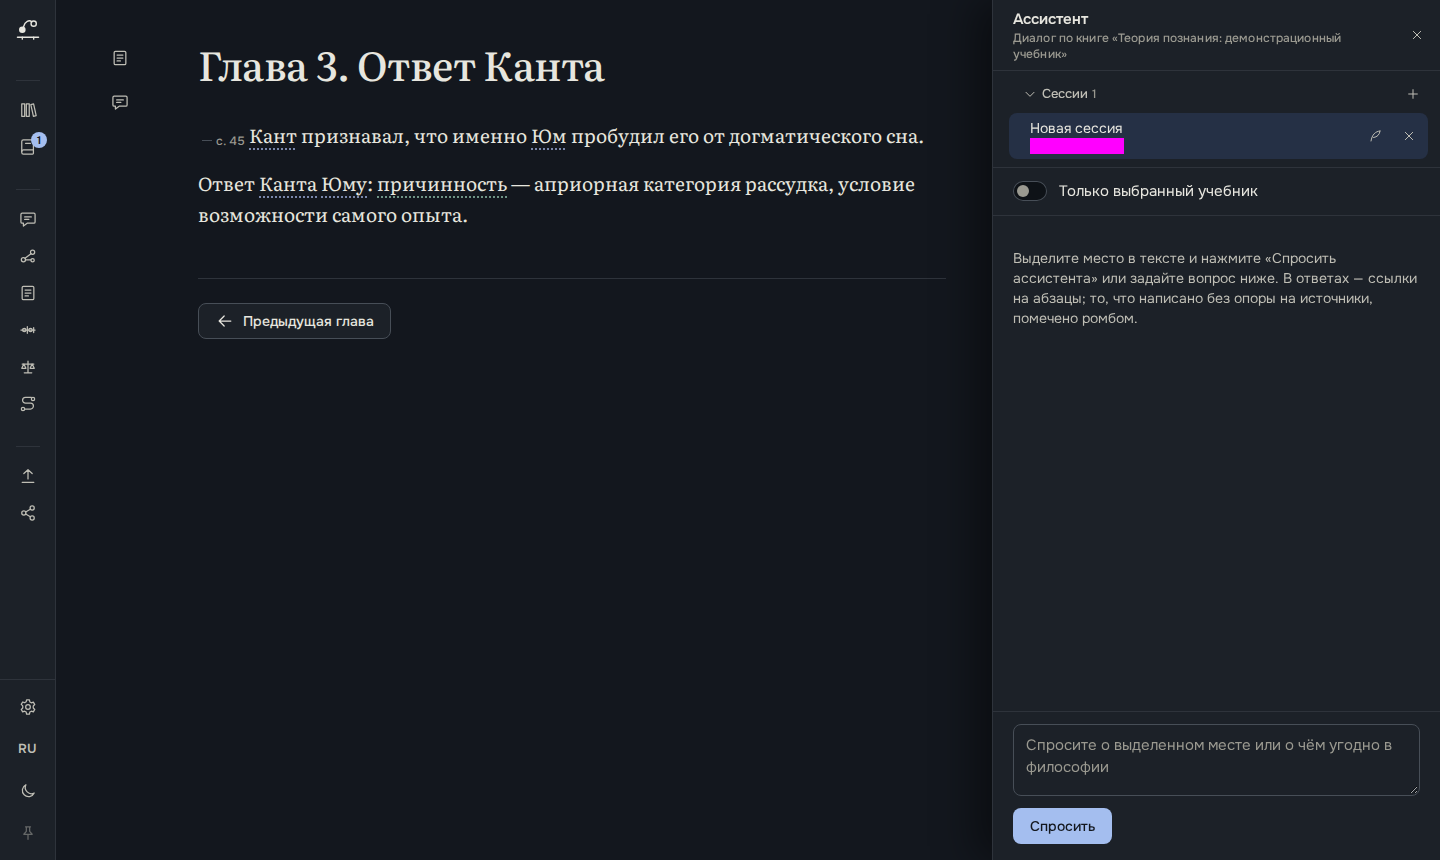 1
RU
Глава 3. Ответ Канта
— с. 45 Кант признавал, что именно Юм пробудил его от догматического сна.
Ответ Канта Юму: причинность — априорная категория рассудка, условие
возможности самого опыта.
Предыдущая глава
Ассистент
Диалог по книге «Теория познания: демонстрационный
учебник»
Сессии 1
Новая сессия
Только выбранный учебник
Выделите место в тексте и нажмите «Спросить
ассистента» или задайте вопрос ниже. В ответах — ссылки
на абзацы; то, что написано без опоры на источники,
помечено ромбом.
Спросите о выделенном месте или о чём угодно в
философии
Спросить